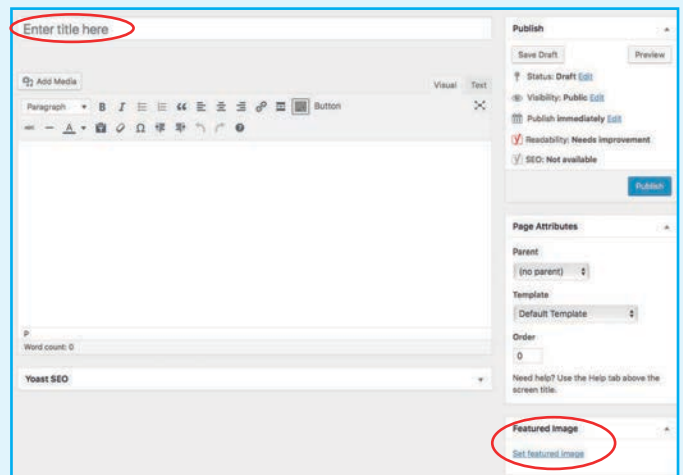 Enter title here
Add Media
Visual Text
Paragraph B I Button
A Ω
P
Word count: 0
Yoast SEO
Publish
Save Draft Preview
Status: Draft Edit
Visibility: Public Edit
Publish immediately Edit
Readability: Needs improvement
SEO: Not available
Publish
Page Attributes
Parent
(no parent)
Template
Default Template
Order
0
Need help? Use the Help tab above the
screen title.
Featured Image
Set featured image